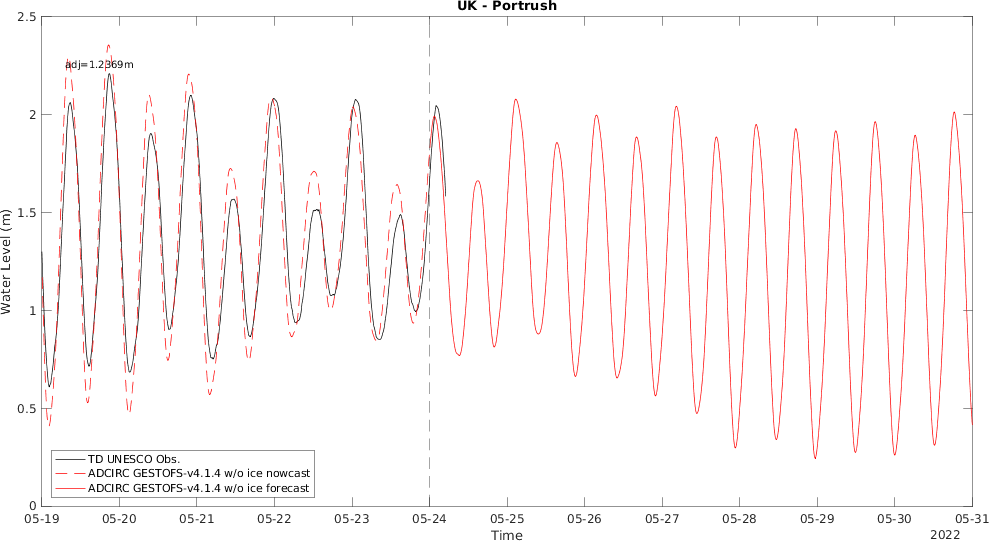 UK - Portrush
2.5
adj=1.2369m
2
1.5
Water Level (m)
1
0.5
TD UNESCO Obs.
ADCIRC GESTOFS-v4.1.4 w/o ice nowcast
ADCIRC GESTOFS-v4.1.4 w/o ice forecast
0
05-19 05-20 05-21 05-22 05-23 05-24 05-25 05-26 05-27 05-28 05-29 05-30 05-31
Time
2022